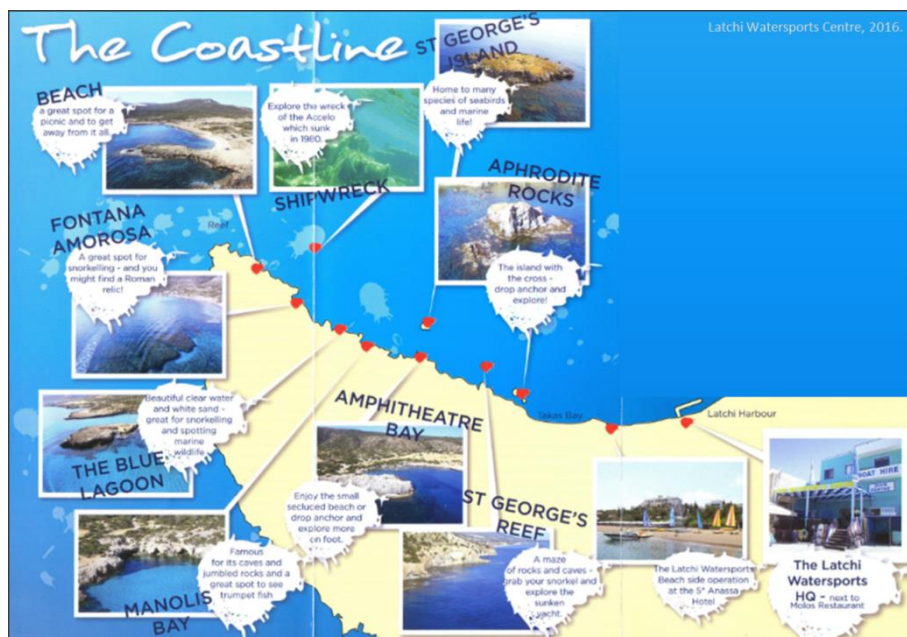 Latchi Watersports Centre, 2016.
The Coastline
ST GEORGE'S
ISLAND
Home to many
species of seabirds
and marine
life!
BEACH
a great spot for a
picnic and to get
away from it all.
Explore the wreck
of the Accelo
which sunk
in 1980.
SHIPWRECK
APHRODITE
ROCKS
The island with
the cross -
drop anchor and
explore!
FONTANA
AMOROSA
A great spot for
snorkelling - and you
might find a Roman
relic!
Reef
Beautiful clear water
and white sand -
great for snorkelling
and spotting
marine
wildlife
THE BLUE
LAGOON
AMPHITHEATRE
BAY
Enjoy the small
secluded beach or
drop anchor and
explore more
on foot.
Takas Bay
Latchi Harbour
ST GEORGE'S
REEF
A maze
of rocks and caves -
grab your snorkel and
explore the
sunken
yacht.
Famous
for its caves and
jumbled rocks and a
great spot to see
trumpet fish
MANOLIS
BAY
The Latchi Watersports
Beach side operation
at the 5* Anassa
Hotel
BOAT HIRE
The Latchi
Watersports
HQ - next to
Molos Restaurant